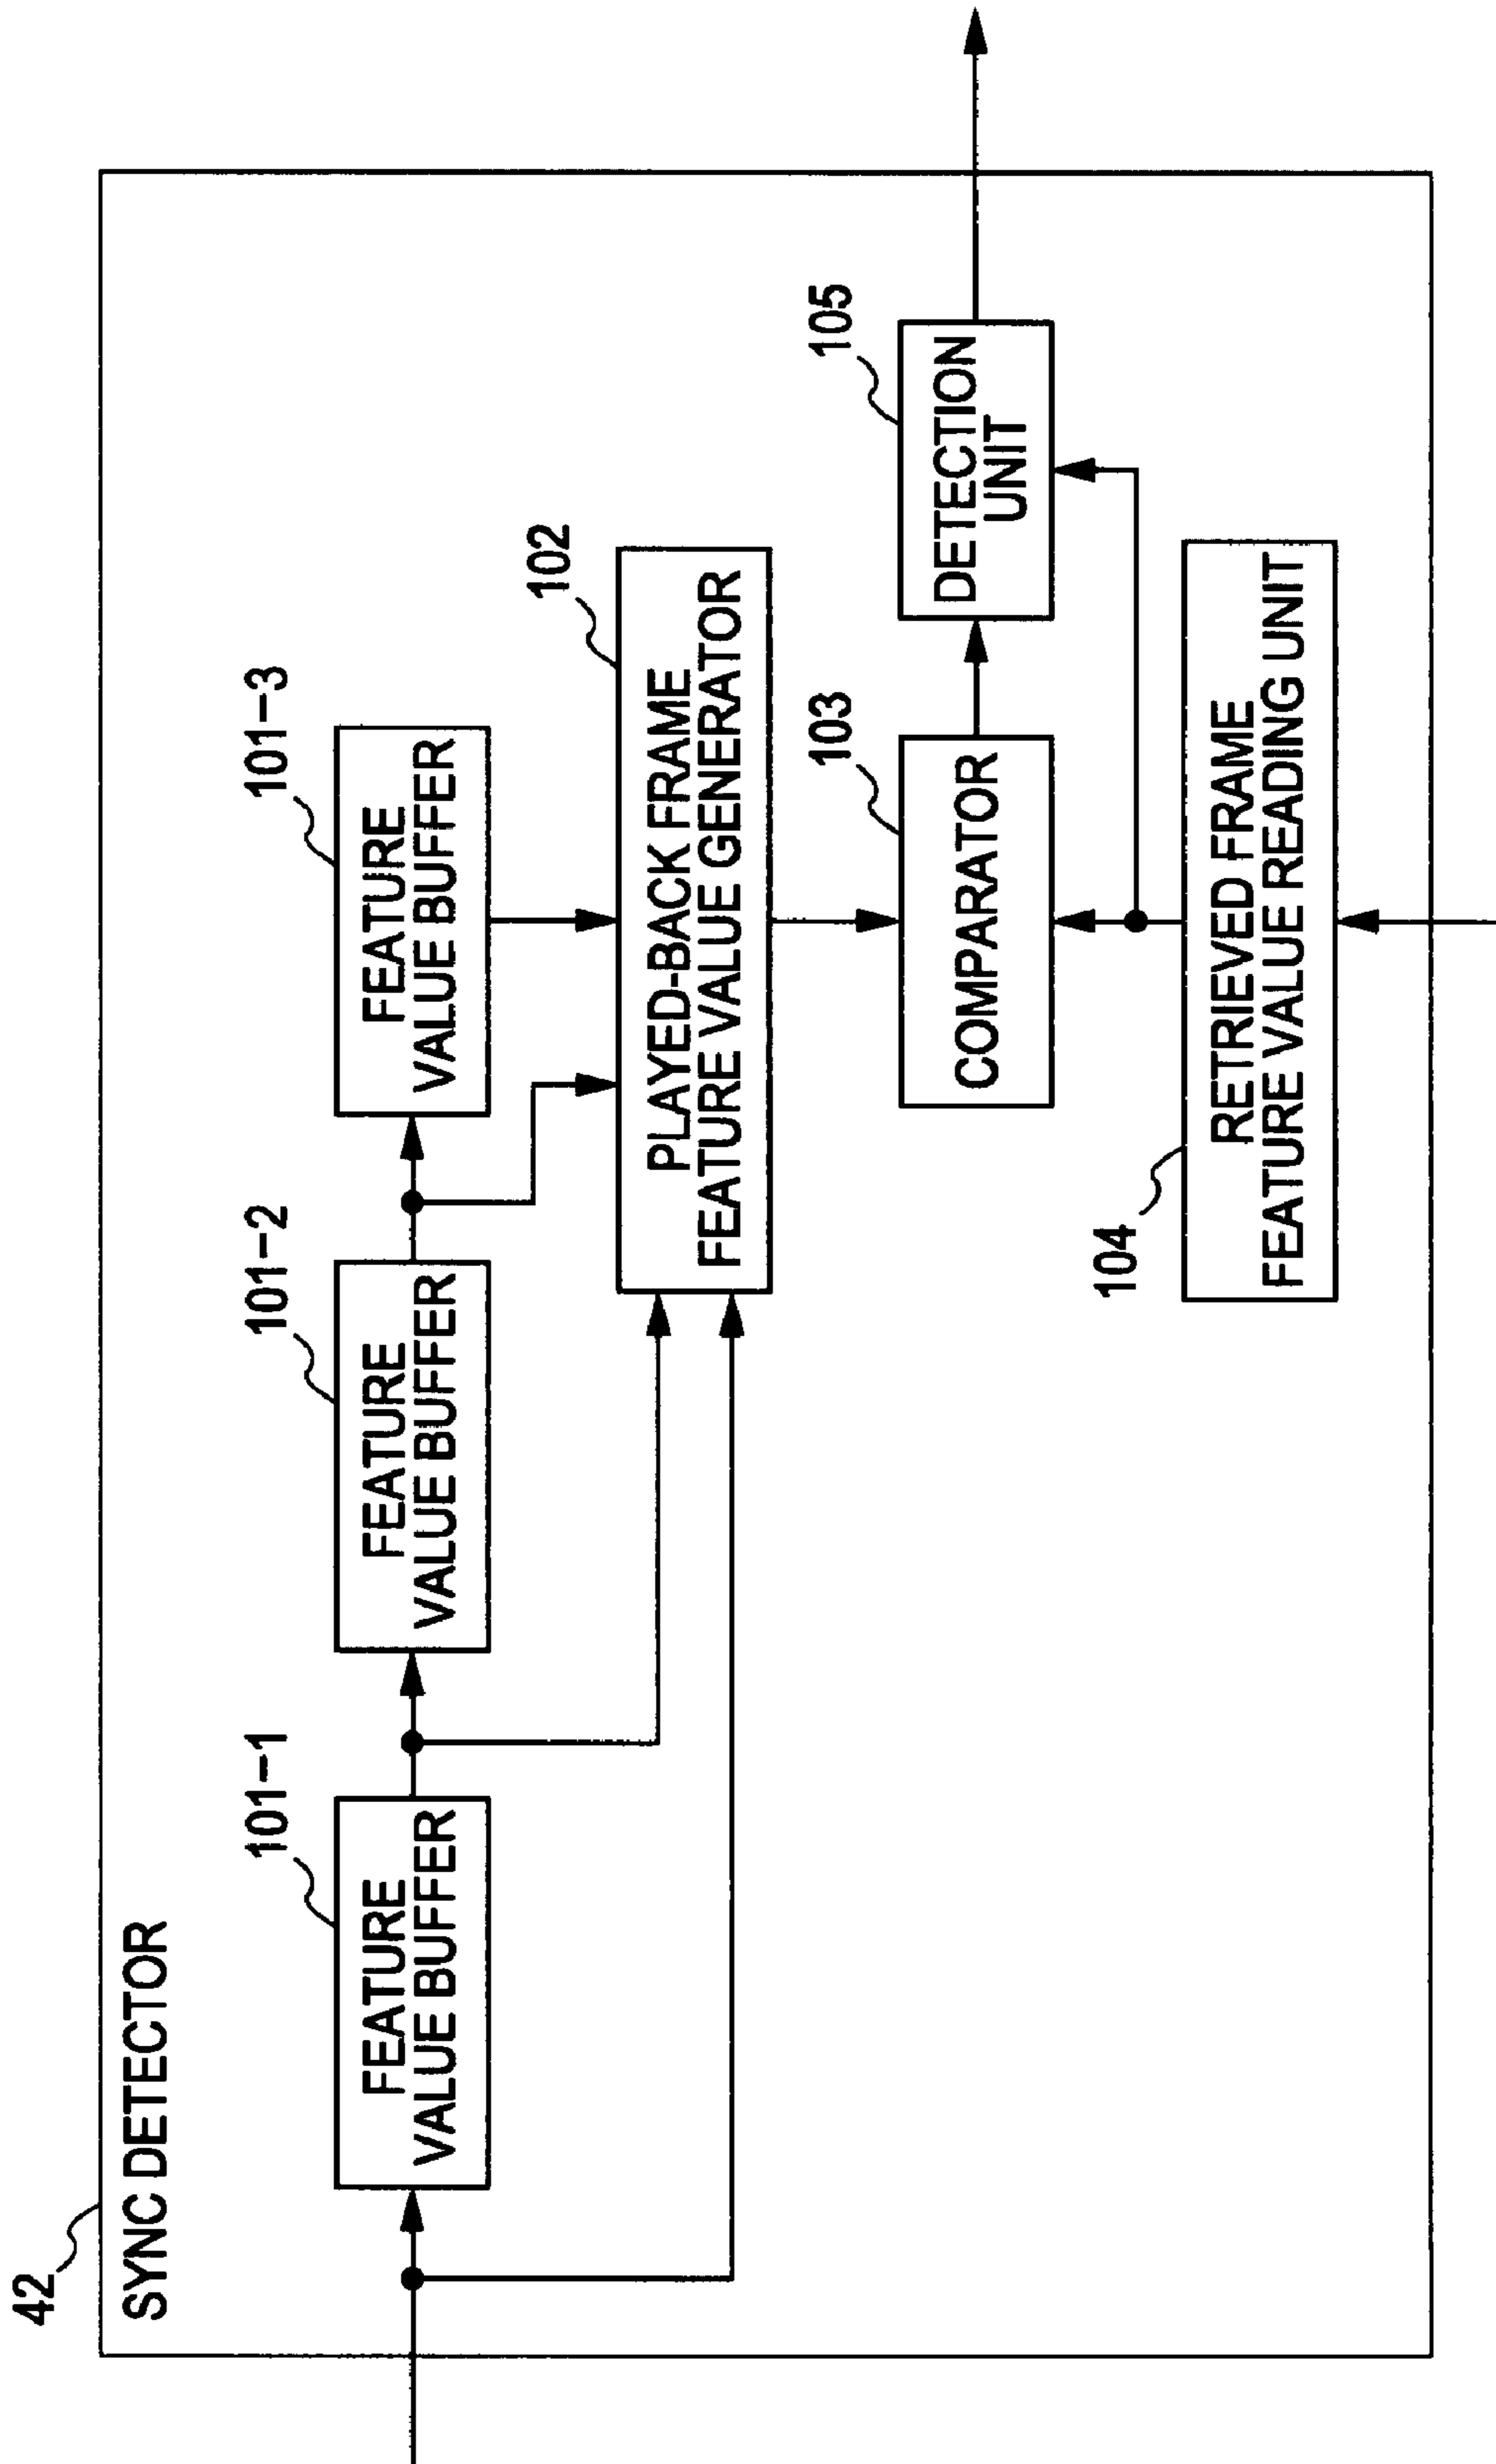 42
SYNC DETECTOR
101-1
FEATURE
VALUE BUFFER
101-2
FEATURE
VALUE BUFFER
101-3
FEATURE
VALUE BUFFER
102
PLAYED-BACK FRAME
FEATURE VALUE GENERATOR
103
COMPARATOR
105
DETECTION
UNIT
104
RETRIEVED FRAME
FEATURE VALUE READING UNIT